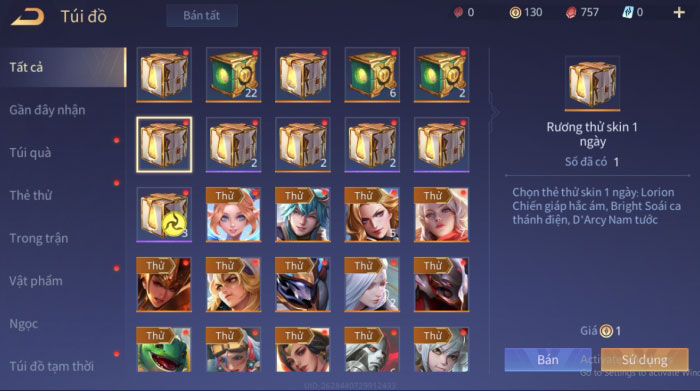 Túi đồ
Bán tất
0
130
757
0
Tất cả
Gần đây nhận
Túi quà
Thẻ thử
Trong trận
Vật phẩm
Ngọc
Túi đồ tạm thời
22
6
2
2
2
2
2
3
Thử
Thử
Thử
Thử
Thử
Thử
Thử
Thử
Thử
2
Thử
Thử
Thử
Thử
Thử
Rương thử skin 1
ngày
Số đã có 1
Chọn thẻ thử skin 1 ngày: Lorion
Chiến giáp hắc ám, Bright Soái ca
thánh điện, D'Arcy Nam tước
Giá 1
Bán
Sử dụng